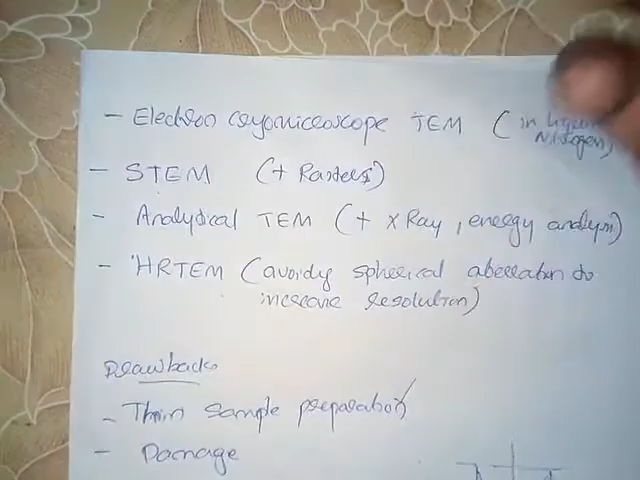 - Electron cryomicroscope TEM (in liquid
Nitrogen)
- STEM (+ Rasters)
- Analytical TEM (+ X Ray, energy analysis)
- HRTEM (avoiding spherical aberration to
increase resolution)
Drawbacks
- Thin sample preparation
- Damage